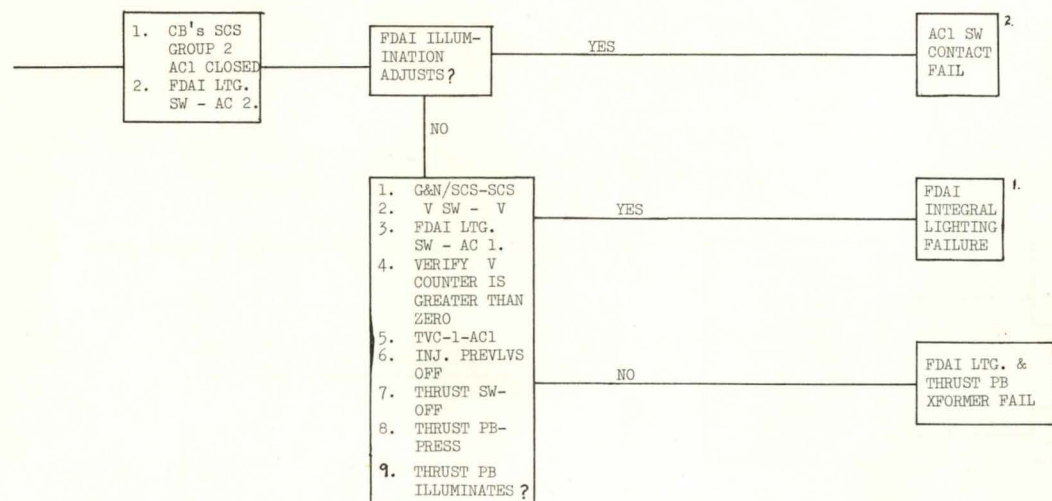 1. CB's SCS
GROUP 2
AC1 CLOSED
2. FDAI LTG.
SW - AC 2.
FDAI ILLUM-
INATION
ADJUSTS?
YES
AC1 SW
CONTACT
FAIL
2.
NO
1. G&N/SCS-SCS
2. V SW - V
3. FDAI LTG.
SW - AC 1.
4. VERIFY V
COUNTER IS
GREATER THAN
ZERO
5. TVC-1-AC1
6. INJ. PREVLVS
OFF
7. THRUST SW-
OFF
8. THRUST PB-
PRESS
9. THRUST PB
ILLUMINATES?
YES
FDAI
INTEGRAL
LIGHTING
FAILURE
1.
NO
FDAI LTG. &
THRUST PB
XFORMER FAIL